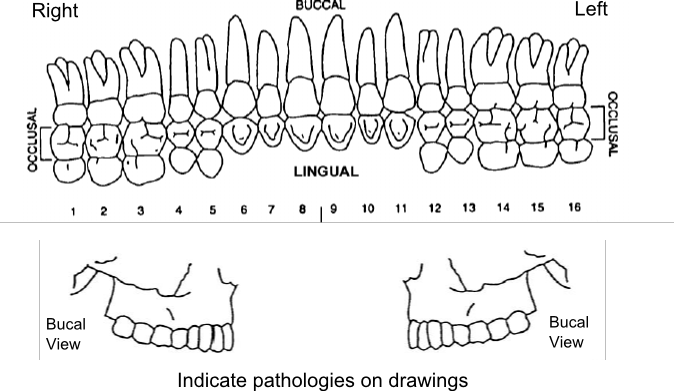 Right
BUCCAL
Left
OCCLUSAL
OCCLUSAL
LINGUAL
1 2 3 4 5 6 7 8 9 10 11 12 13 14 15 16
Bucal
View
Bucal
View
Indicate pathologies on drawings